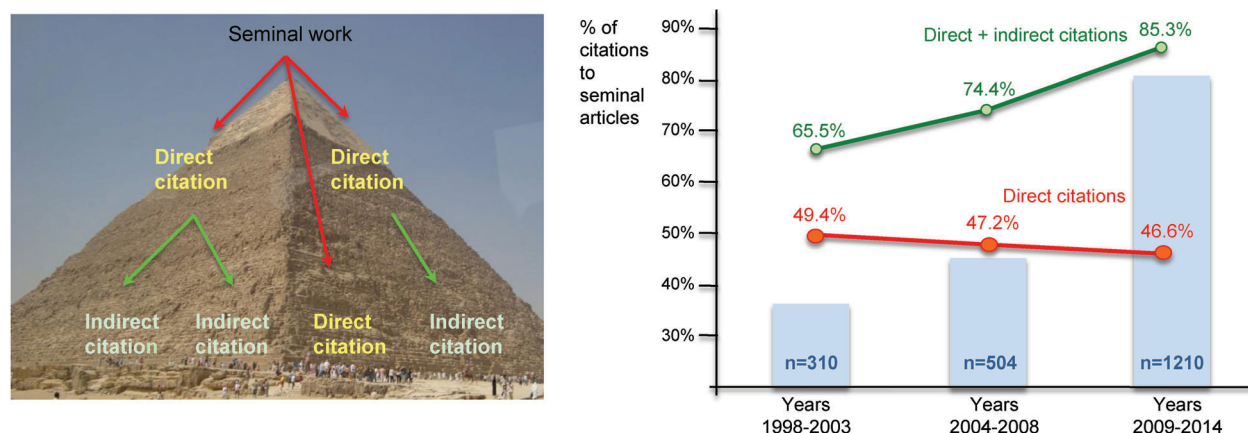 Seminal work
Direct
citation
Direct
citation
Indirect
citation
Indirect
citation
Direct
citation
Indirect
citation
% of
citations
to
seminal
articles
90%
80%
70%
60%
50%
40%
30%
Direct + indirect citations
65.5%
74.4%
85.3%
Direct citations
49.4%
47.2%
46.6%
n=310
n=504
n=1210
Years
1998-2003
Years
2004-2008
Years
2009-2014